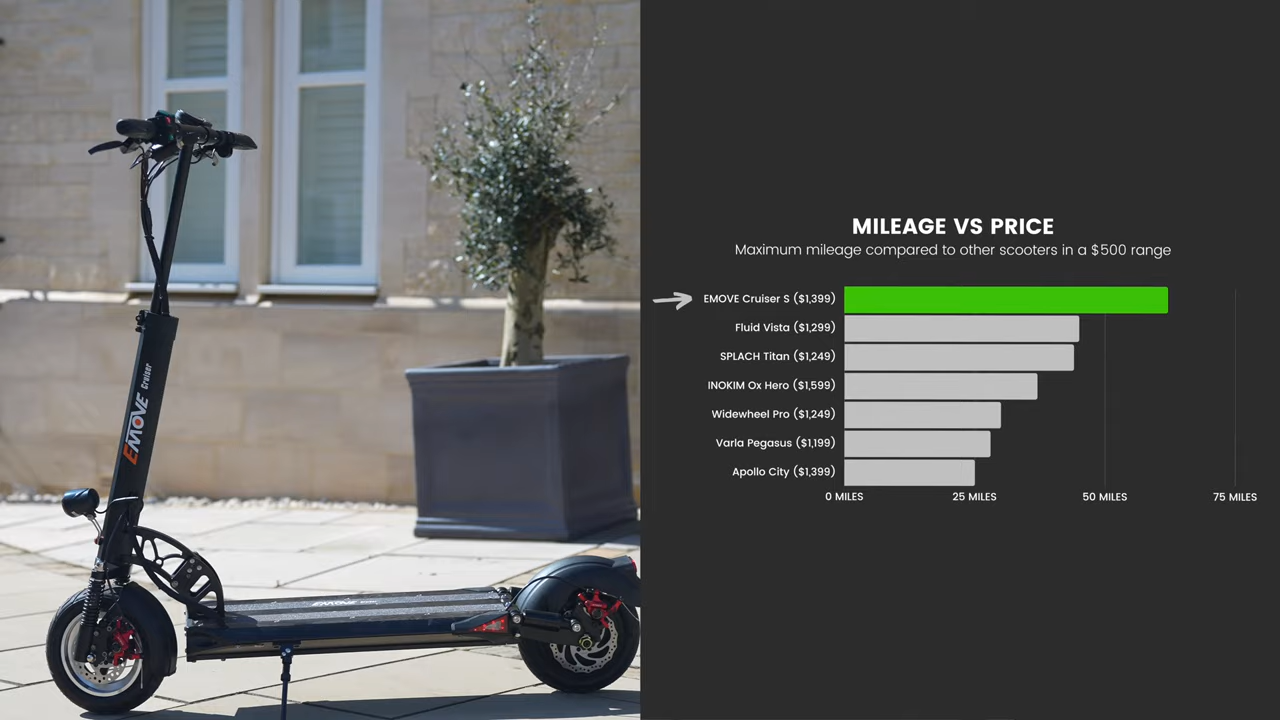 EMOVE Cruiser
EMOVE
MILEAGE VS PRICE
Maximum mileage compared to other scooters in a $500 range
EMOVE Cruiser S ($1,399)
Fluid Vista ($1,299)
SPLACH Titan ($1,249)
INOKIM Ox Hero ($1,599)
Widewheel Pro ($1,249)
Varla Pegasus ($1,199)
Apollo City ($1,399)
0 MILES 25 MILES 50 MILES 75 MILES